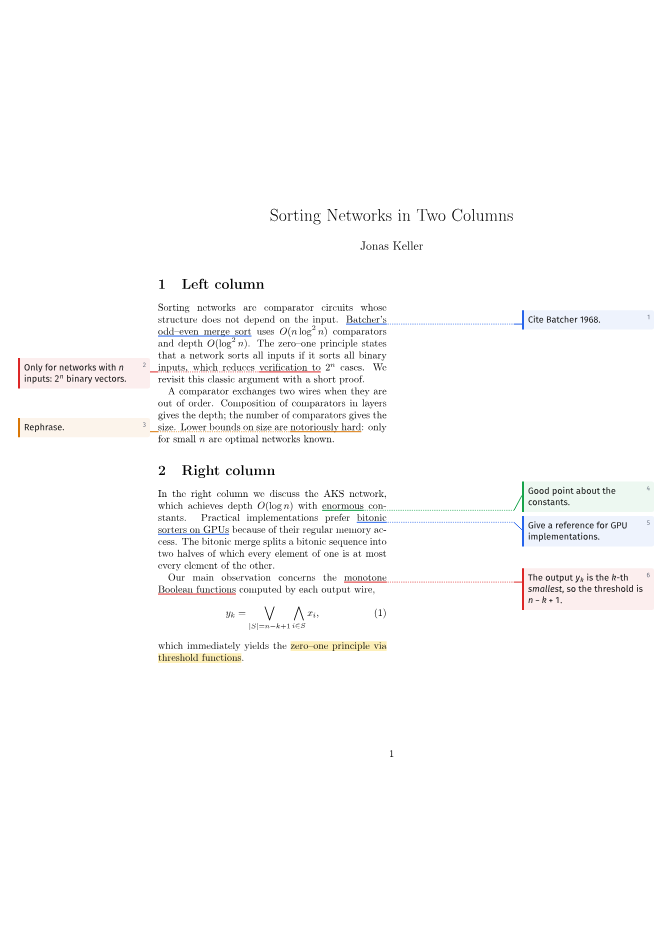 Sorting Networks in Two Columns
Jonas Keller
1 Left column
Sorting networks are comparator circuits whose
structure does not depend on the input. Batcher's
odd–even merge sort uses O(n log² n) comparators
and depth O(log² n). The zero–one principle states
that a network sorts all inputs if it sorts all binary
inputs, which reduces verification to 2ⁿ cases. We
revisit this classic argument with a short proof.
A comparator exchanges two wires when they are
out of order. Composition of comparators in layers
gives the depth; the number of comparators gives the
size. Lower bounds on size are notoriously hard: only
for small n are optimal networks known.
2 Right column
In the right column we discuss the AKS network,
which achieves depth O(log n) with enormous con-
stants. Practical implementations prefer bitonic
sorters on GPUs because of their regular memory ac-
cess. The bitonic merge splits a bitonic sequence into
two halves of which every element of one is at most
every element of the other.
Our main observation concerns the monotone
Boolean functions computed by each output wire,
yₖ = ⋁ ⋀ xᵢ, (1)
|S|=n−k+1 i∈S
which immediately yields the zero–one principle via
threshold functions.
1
Cite Batcher 1968. 1
Only for networks with n 2
inputs: 2ⁿ binary vectors.
Rephrase. 3
Good point about the 4
constants.
Give a reference for GPU 5
implementations.
The output yₖ is the k-th 6
smallest, so the threshold is
n − k + 1.